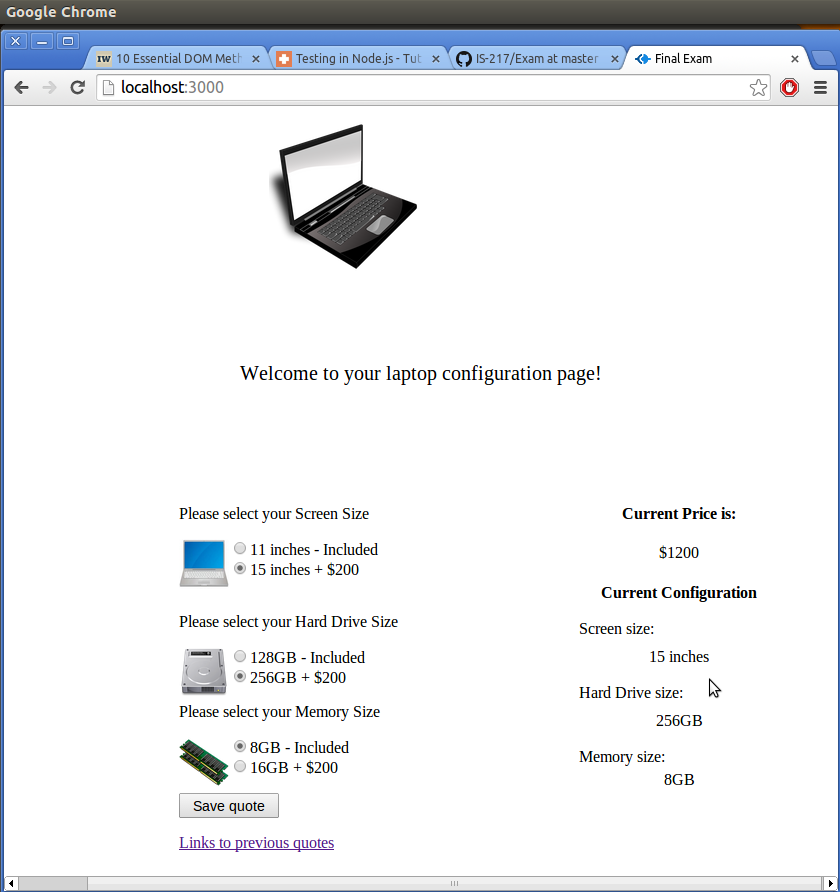 Google Chrome
10 Essential DOM Meth
Testing in Node.js - Tut
IS-217/Exam at master
Final Exam
localhost:3000
Welcome to your laptop configuration page!
Please select your Screen Size
11 inches - Included
15 inches + $200
Please select your Hard Drive Size
128GB - Included
256GB + $200
Please select your Memory Size
8GB - Included
16GB + $200
Save quote
Links to previous quotes
Current Price is:
$1200
Current Configuration
Screen size:
15 inches
Hard Drive size:
256GB
Memory size:
8GB